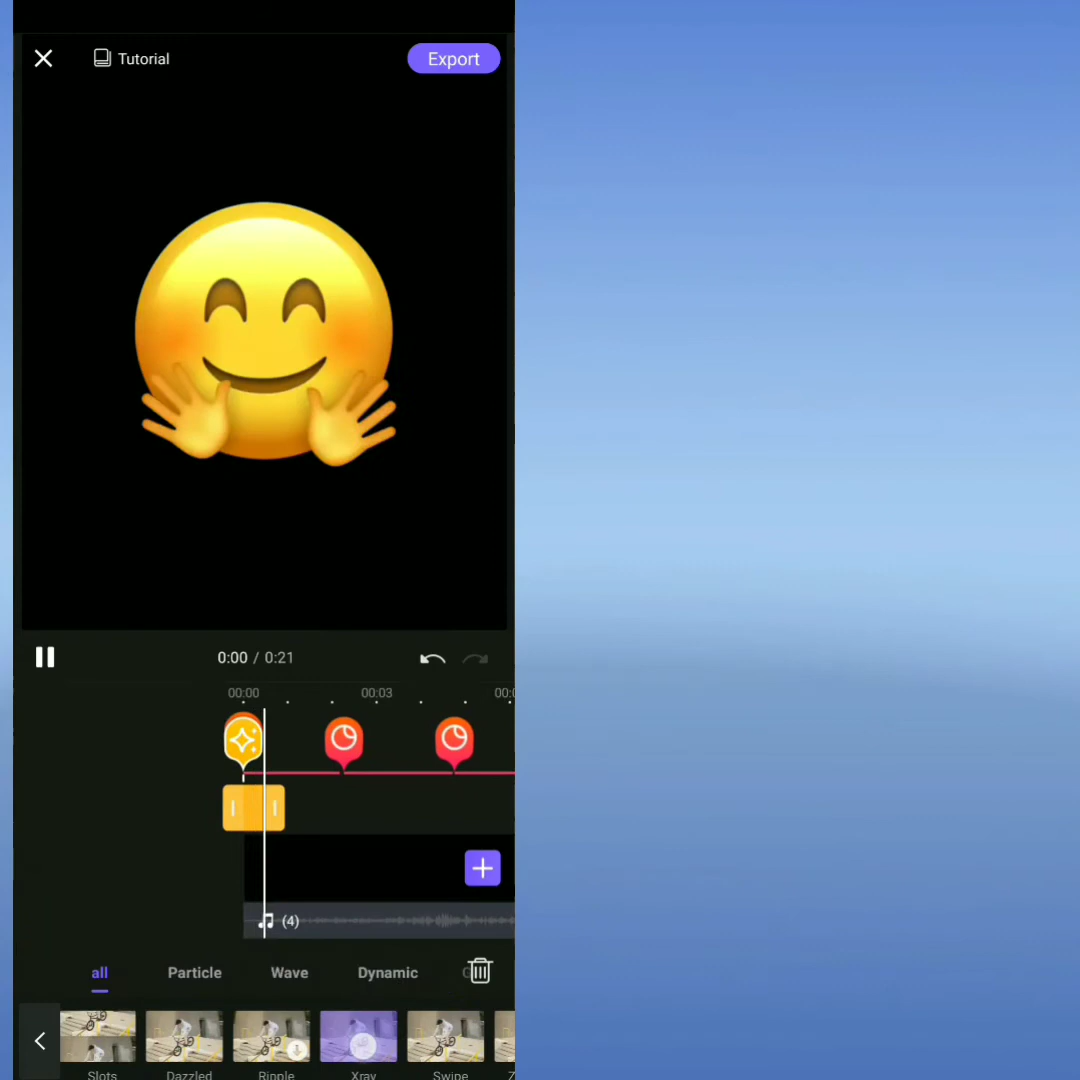 Tutorial
Export
0:00 / 0:21
00:00
00:03
(4)
all
Particle
Wave
Dynamic
Slots
Dazzled
Ripple
Xray
Swipe